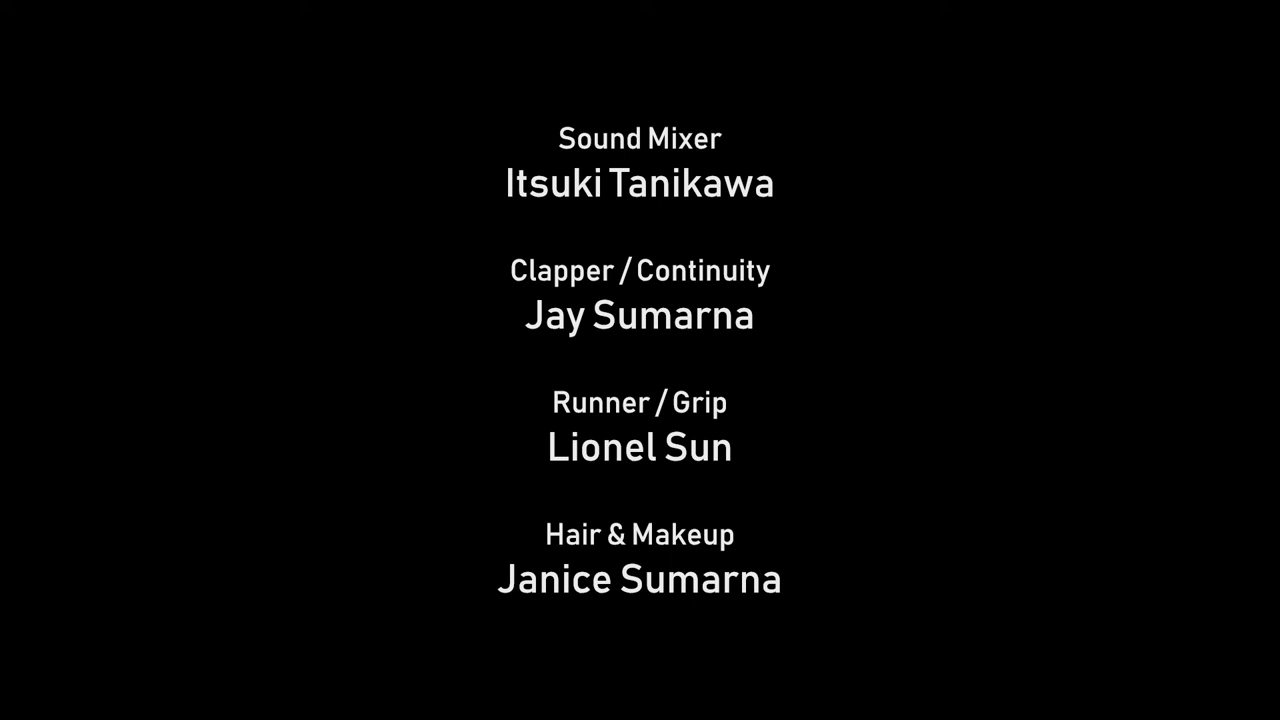 Sound Mixer
Itsuki Tanikawa
Clapper / Continuity
Jay Sumarna
Runner / Grip
Lionel Sun
Hair & Makeup
Janice Sumarna